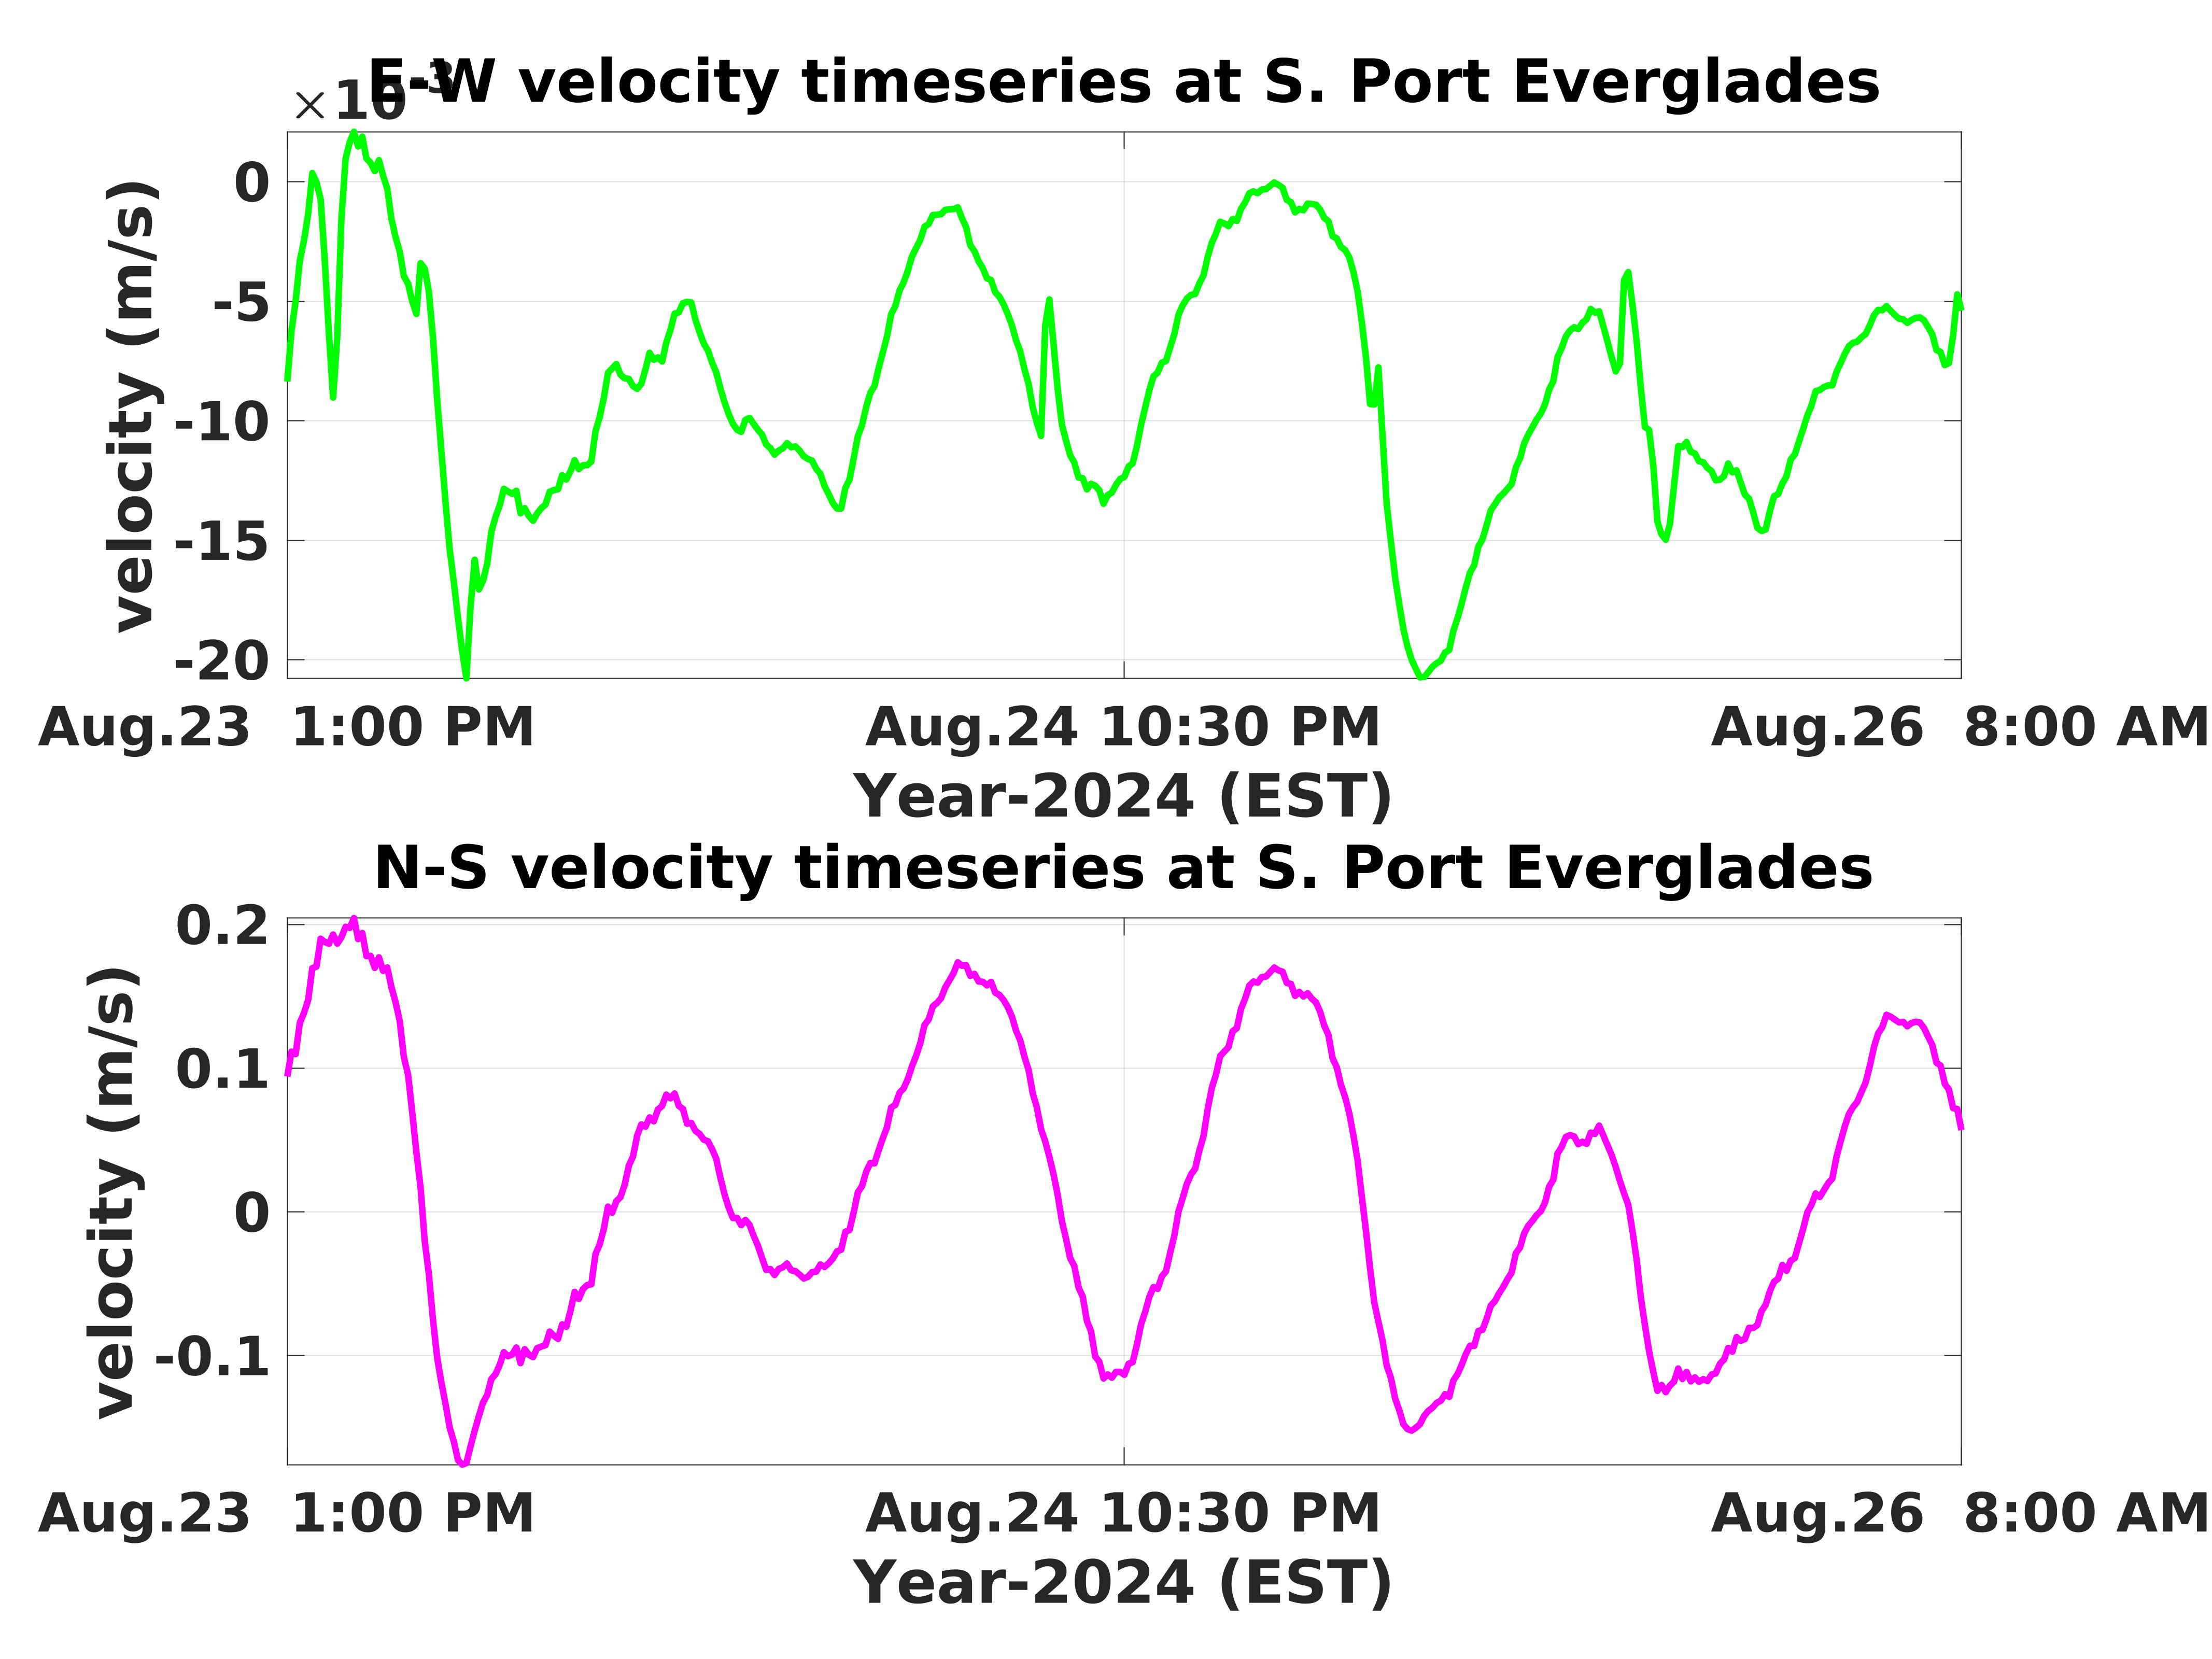 E-W velocity timeseries at S. Port Everglades
×10-3
velocity (m/s)
0
-5
-10
-15
-20
Aug.23 1:00 PM Aug.24 10:30 PM Aug.26 8:00 AM
Year-2024 (EST)
N-S velocity timeseries at S. Port Everglades
velocity (m/s)
0.2
0.1
0
-0.1
Aug.23 1:00 PM Aug.24 10:30 PM Aug.26 8:00 AM
Year-2024 (EST)